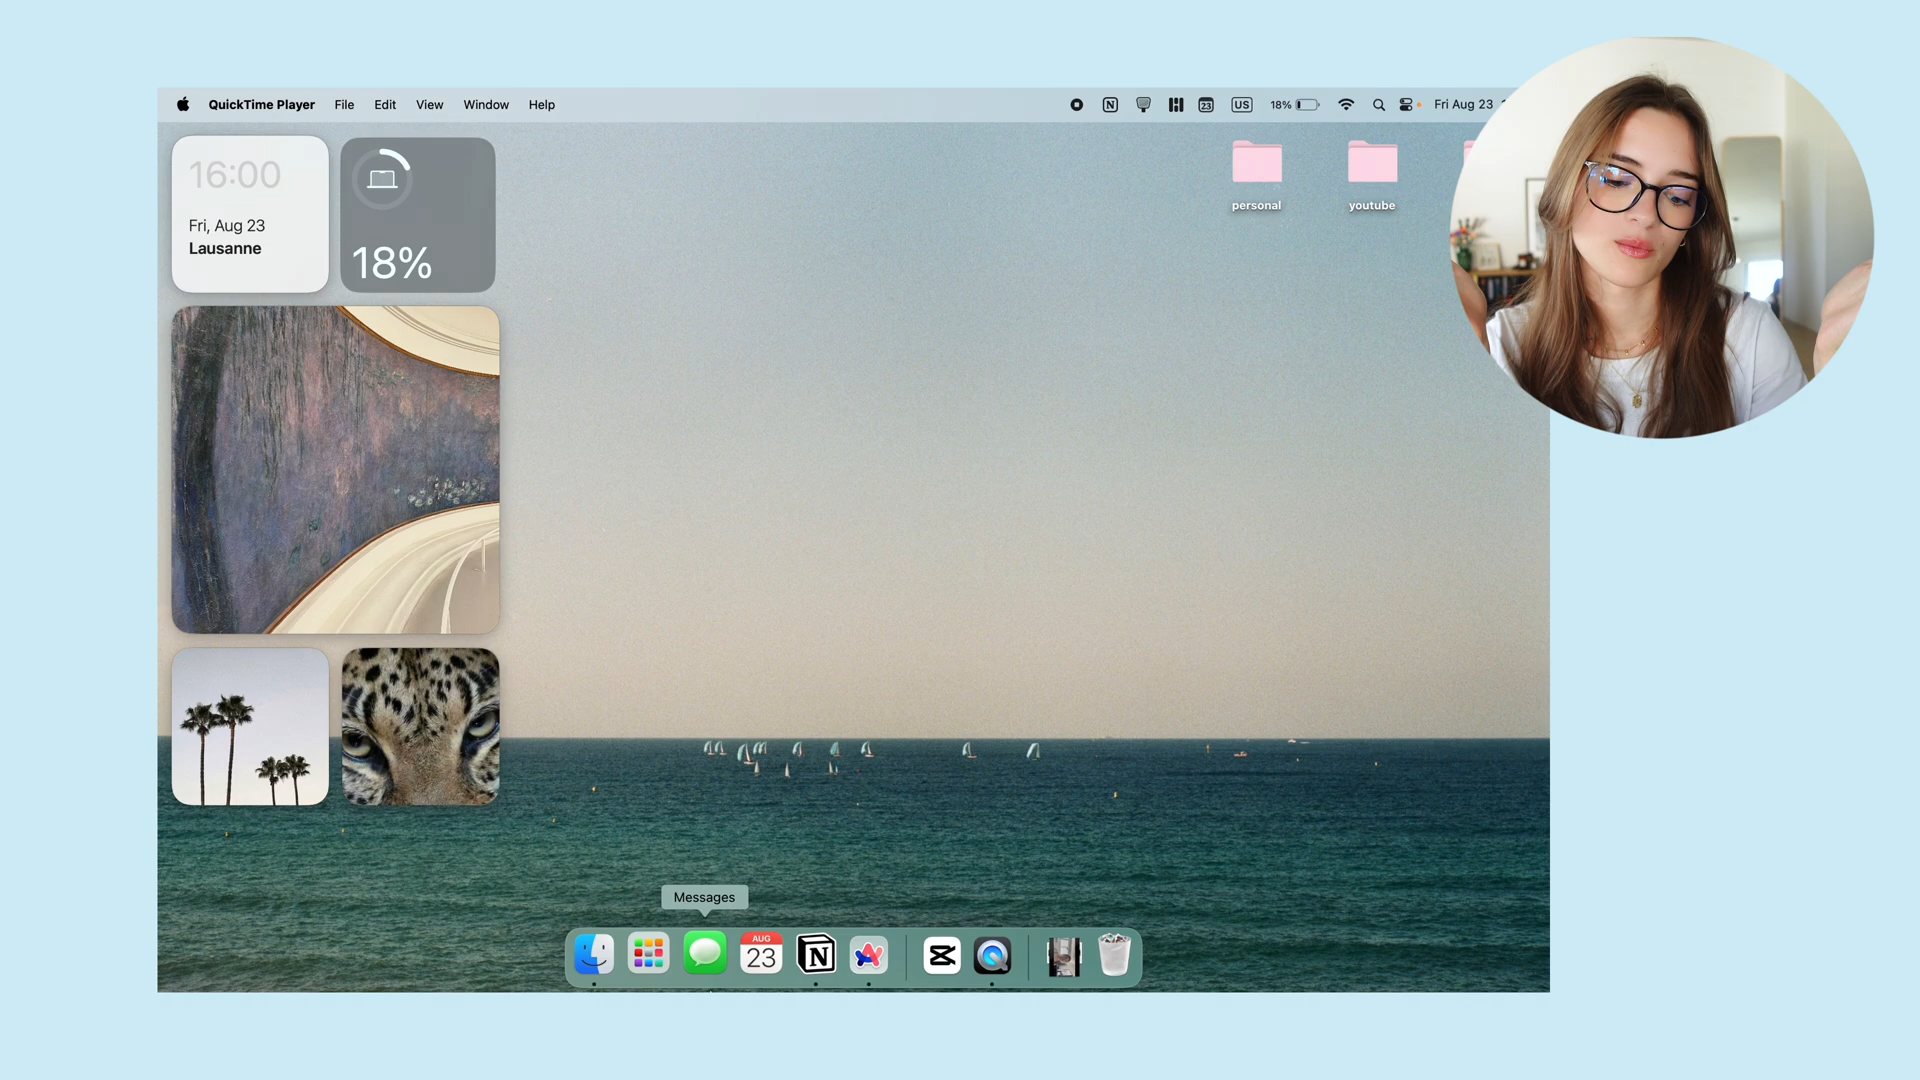 QuickTime Player File Edit View Window Help
N 23 US 18% Fri Aug 23
16:00
Fri, Aug 23
Lausanne
18%
personal
youtube
Messages
AUG
23
N